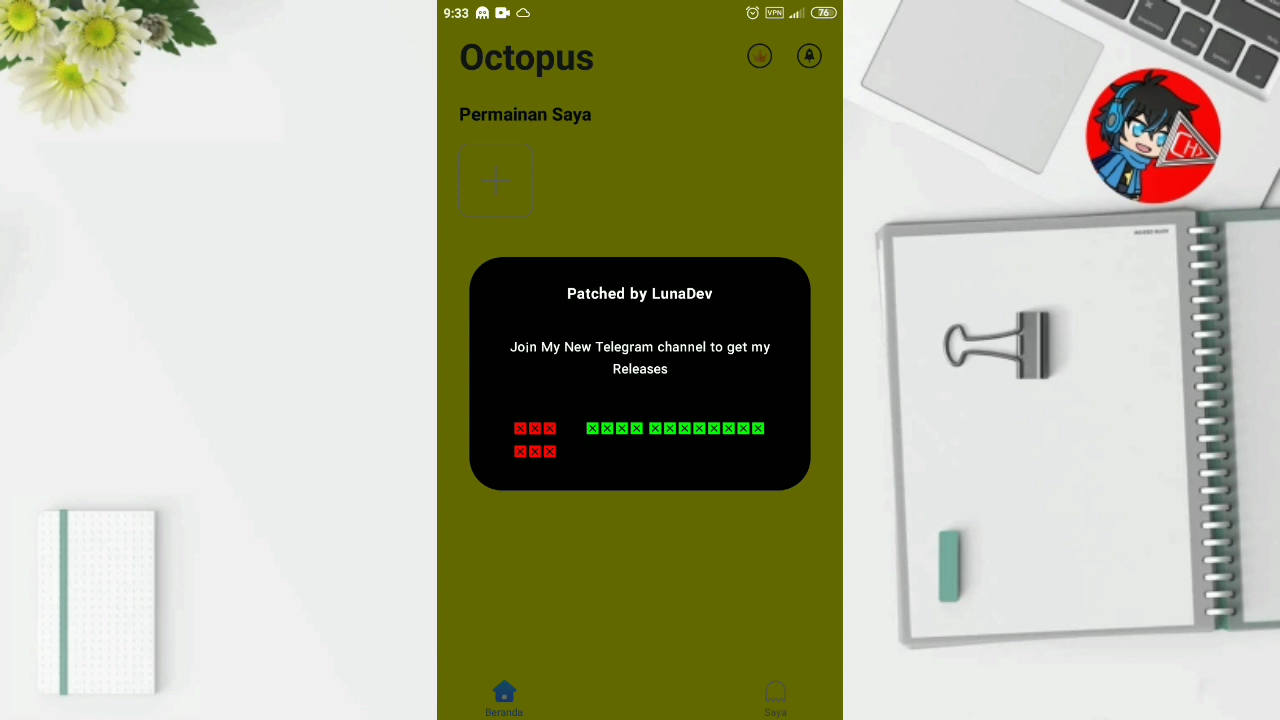 9:33
VPN
76
Octopus
Permainan Saya
Patched by LunaDev
Join My New Telegram channel to get my
Releases
Beranda
Saya